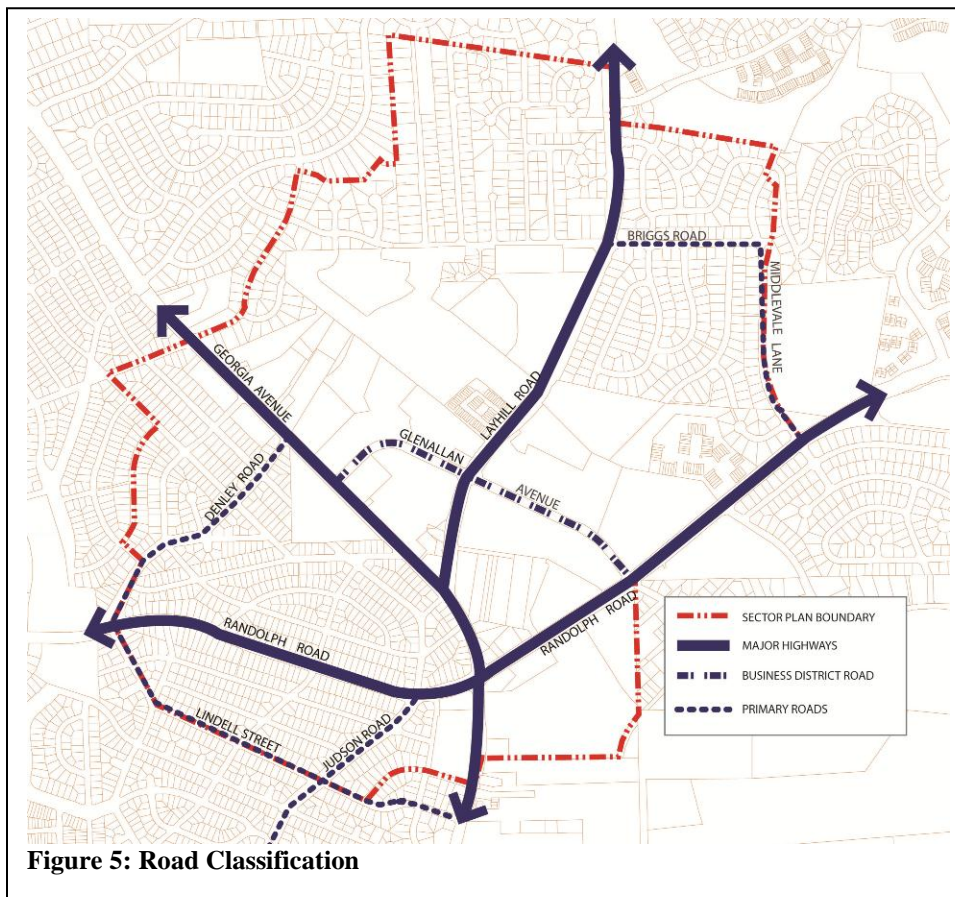 BRIGGS ROAD
MIDDLEVALE LANE
GEORGIA AVENUE
LAYHILL ROAD
GLENALLAN
AVENUE
DENLEY ROAD
RANDOLPH ROAD
RANDOLPH ROAD
LINDELL STREET
JUDSON ROAD
SECTOR PLAN BOUNDARY
MAJOR HIGHWAYS
BUSINESS DISTRICT ROAD
PRIMARY ROADS
Figure 5: Road Classification